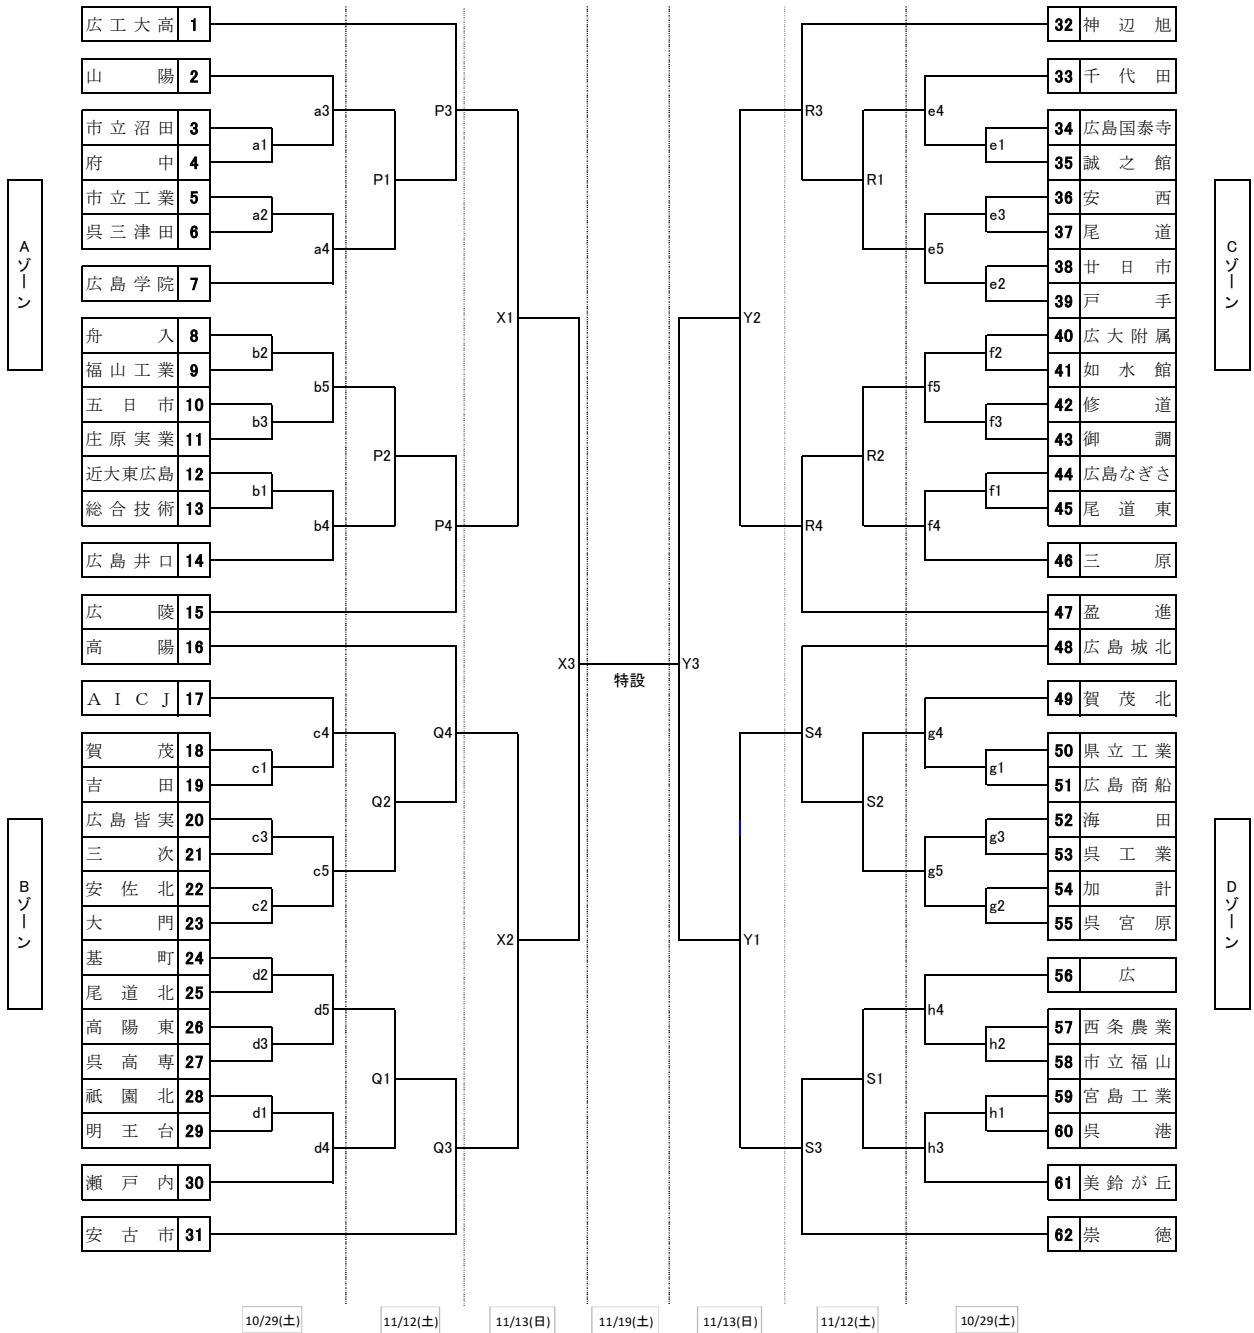 広工大高 1
山陽 2
市立沼田 3
府中 4
市立工業 5
呉三津田 6
広島学院 7
舟入 8
福山工業 9
五日市 10
庄原実業 11
近大東広島 12
総合技術 13
広島井口 14
広陵 15
高陽 16
AICJ 17
賀茂 18
吉田 19
広島皆実 20
三次 21
安佐北 22
大門 23
基町 24
尾道北 25
高陽東 26
呉高専 27
祇園北 28
明王台 29
瀬戸内 30
安古市 31
Aゾーン
Bゾーン
a1
a2
a3
a4
b2
b3
b1
b5
b4
c1
c3
c2
c4
c5
d2
d3
d1
d5
d4
P1
P2
Q2
Q1
P3
P4
Q4
Q3
X1
X2
X3
特設
Y3
Y2
Y1
R3
R4
S4
S3
R1
R2
S2
S1
e4
e5
f5
f4
g4
g5
h4
h3
e1
e3
e2
f2
f3
f1
g1
g3
g2
h2
h1
32 神辺旭
33 千代田
34 広島国泰寺
35 誠之館
36 安西
37 尾道
38 廿日市
39 戸手
40 広大附属
41 如水館
42 修道
43 御調
44 広島なぎさ
45 尾道東
46 三原
47 盈進
48 広島城北
49 賀茂北
50 県立工業
51 広島商船
52 海田
53 呉工業
54 加計
55 呉宮原
56 広
57 西条農業
58 市立福山
59 宮島工業
60 呉港
61 美鈴が丘
62 崇徳
Cゾーン
Dゾーン
10/29(土) 11/12(土) 11/13(日) 11/19(土) 11/13(日) 11/12(土) 10/29(土)